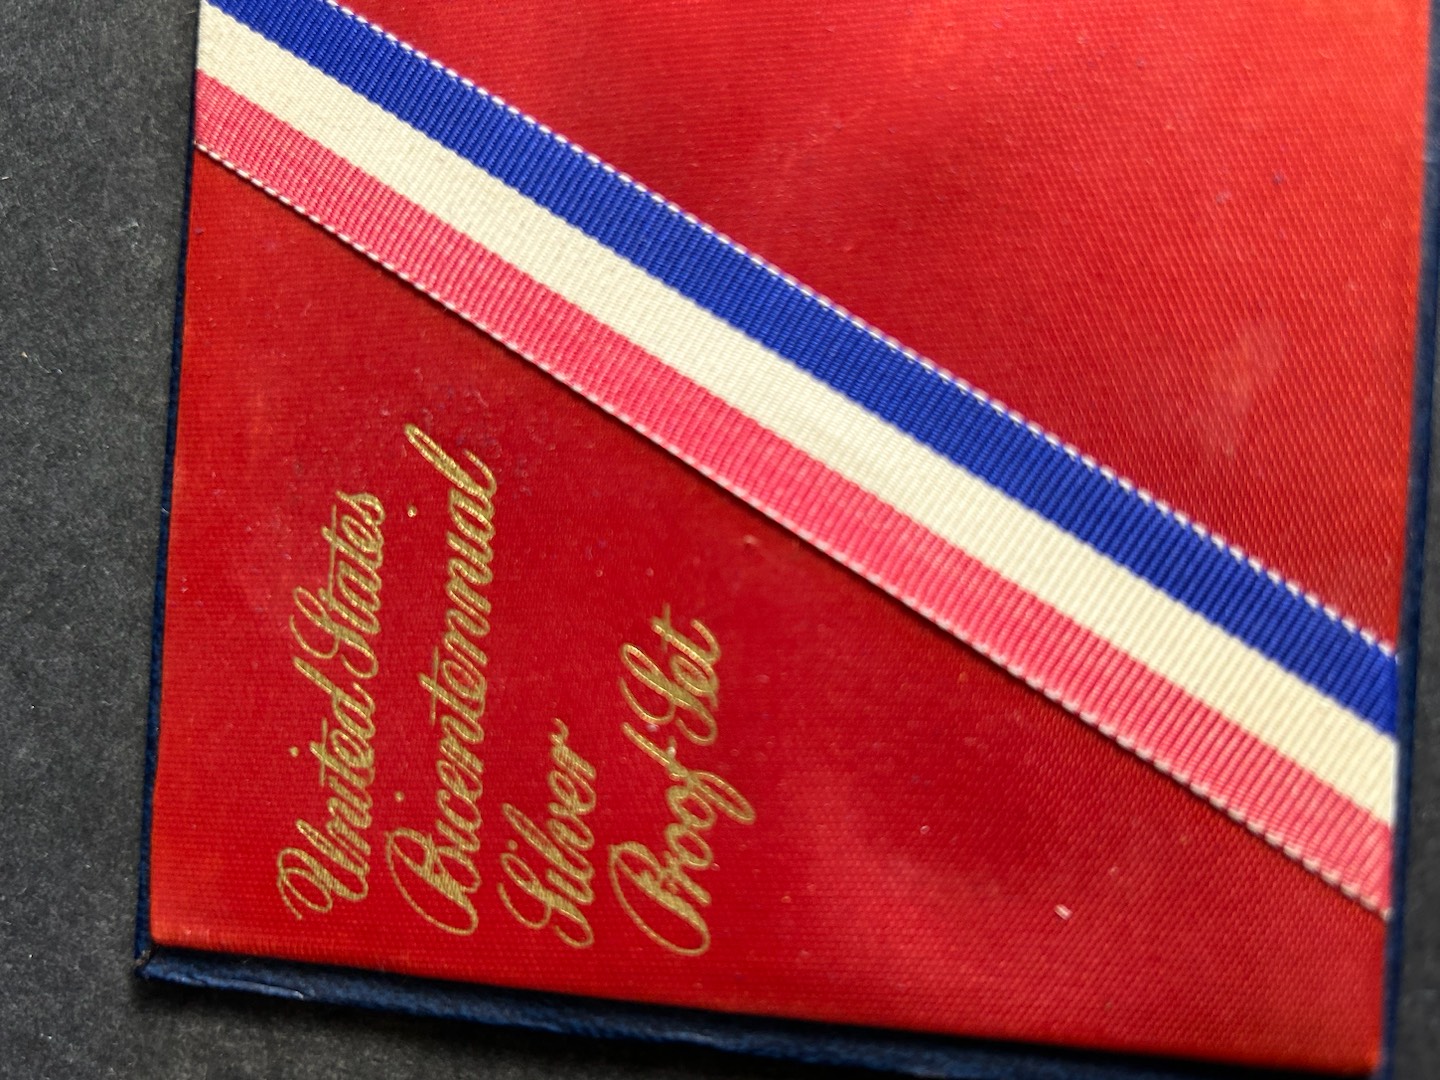 United States
Bicentennial
Silver
Proof Set